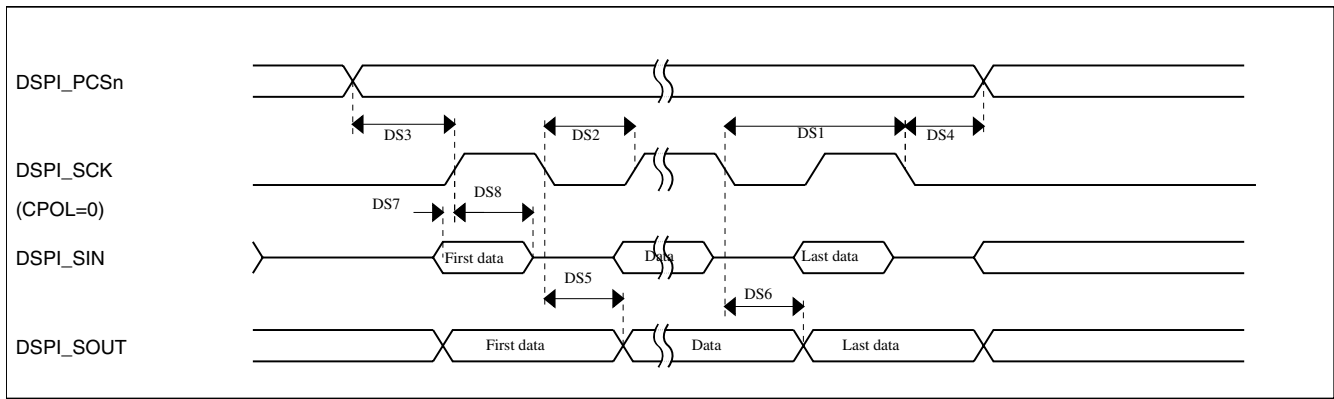 DSPI_PCSn
DS3
DS2
DS1
DS4
DSPI_SCK
(CPOL=0)
DS7
DS8
DSPI_SIN
First data
Data
Last data
DS5
DS6
DSPI_SOUT
First data
Data
Last data